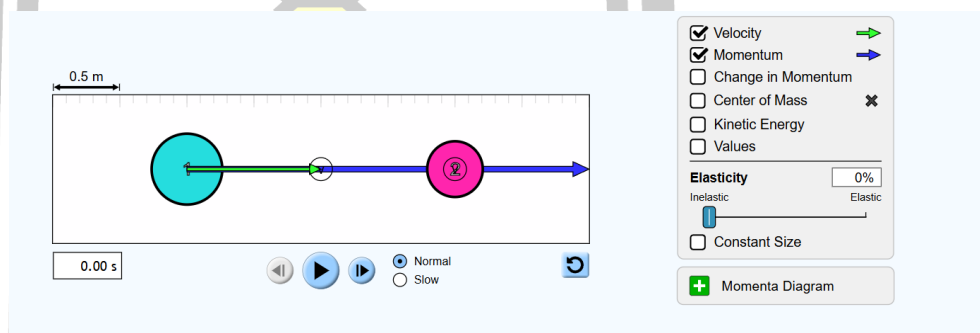 0.5 m
1
v
2
0.00 s
Normal
Slow
Velocity
Momentum
Change in Momentum
Center of Mass
Kinetic Energy
Values
Elasticity
0%
Inelastic
Elastic
Constant Size
Momenta Diagram